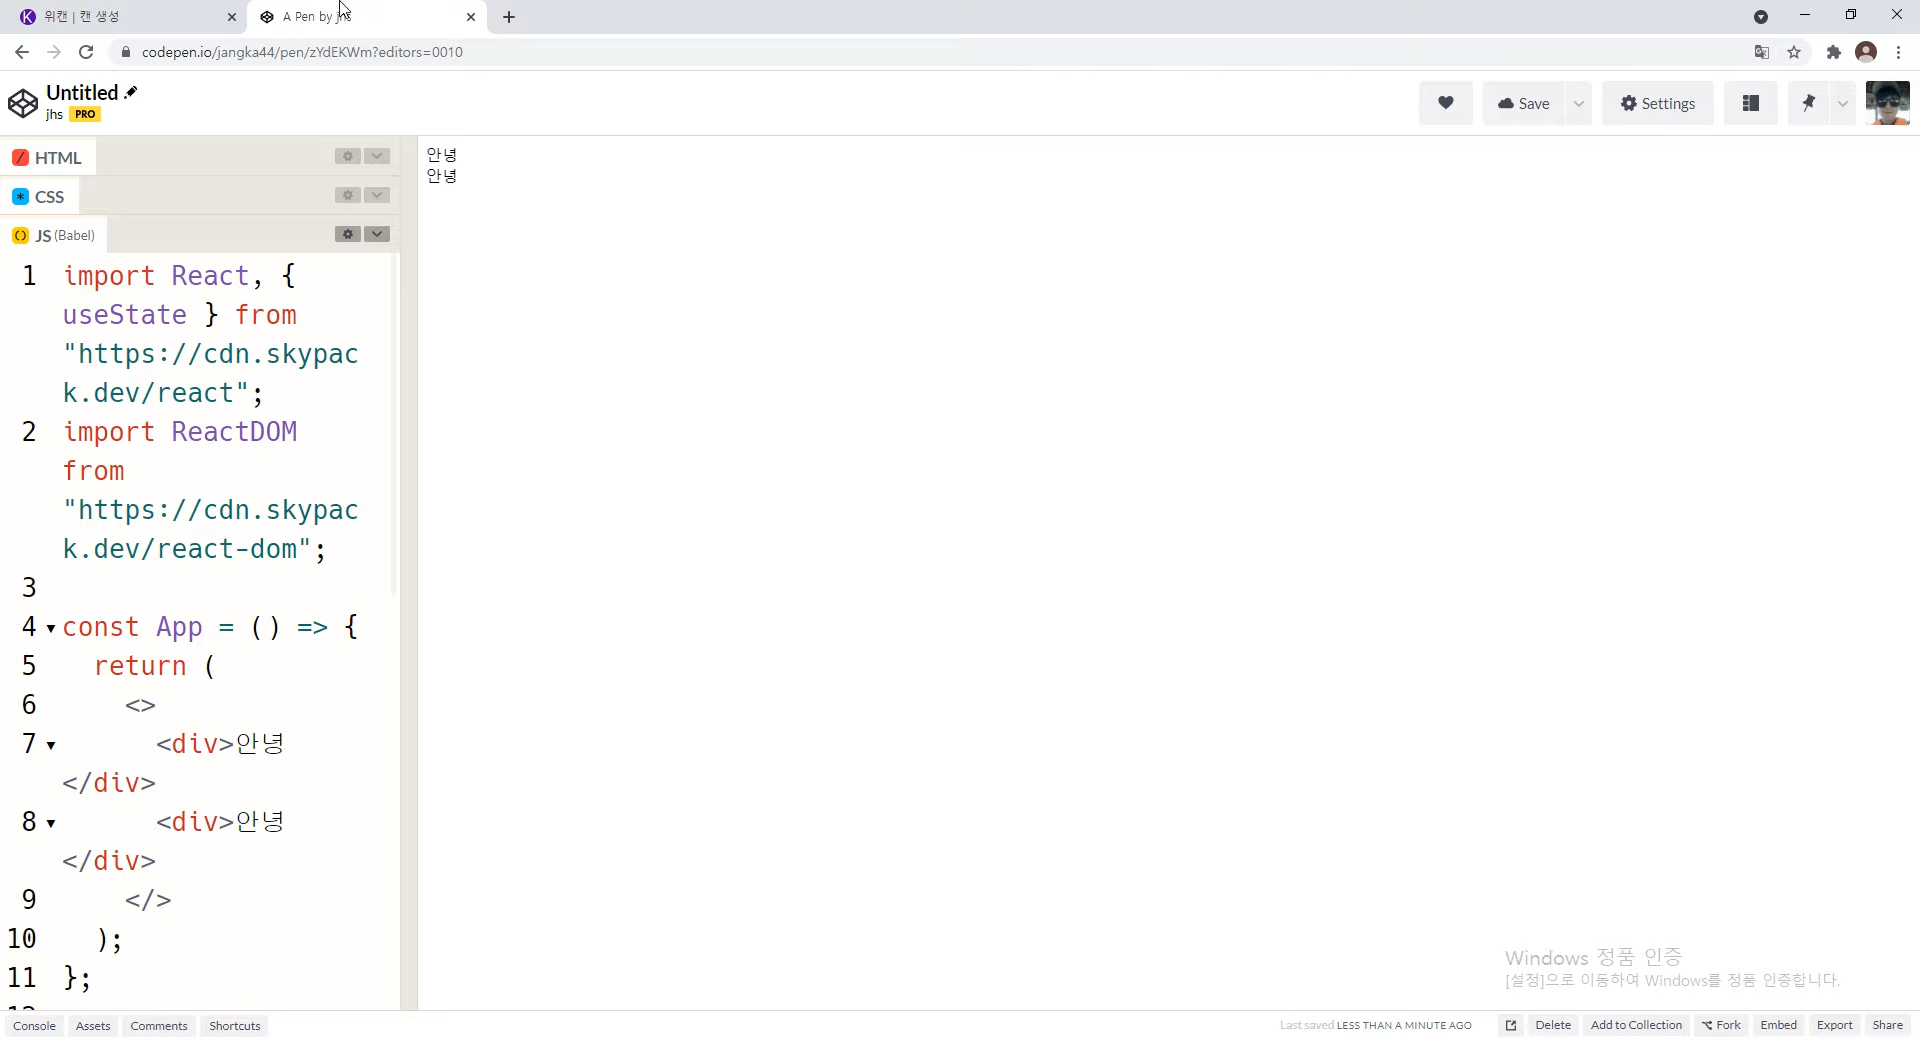 위캔 | 캔 생성
A Pen by jhs
codepen.io/jangka44/pen/zYdEKWm?editors=0010
Untitled
jhs PRO
Save
Settings
HTML
CSS
JS (Babel)
1 import React, {
useState } from
"https://cdn.skypac
k.dev/react";
2 import ReactDOM
from
"https://cdn.skypac
k.dev/react-dom";
3
4 const App = () => {
5 return (
6 <>
7 <div>안녕
</div>
8 <div>안녕
</div>
9 </>
10 );
11 };
안녕
안녕
Windows 정품 인증
[설정]으로 이동하여 Windows를 정품 인증합니다.
Console Assets Comments Shortcuts
Last saved LESS THAN A MINUTE AGO Delete Add to Collection Fork Embed Export Share